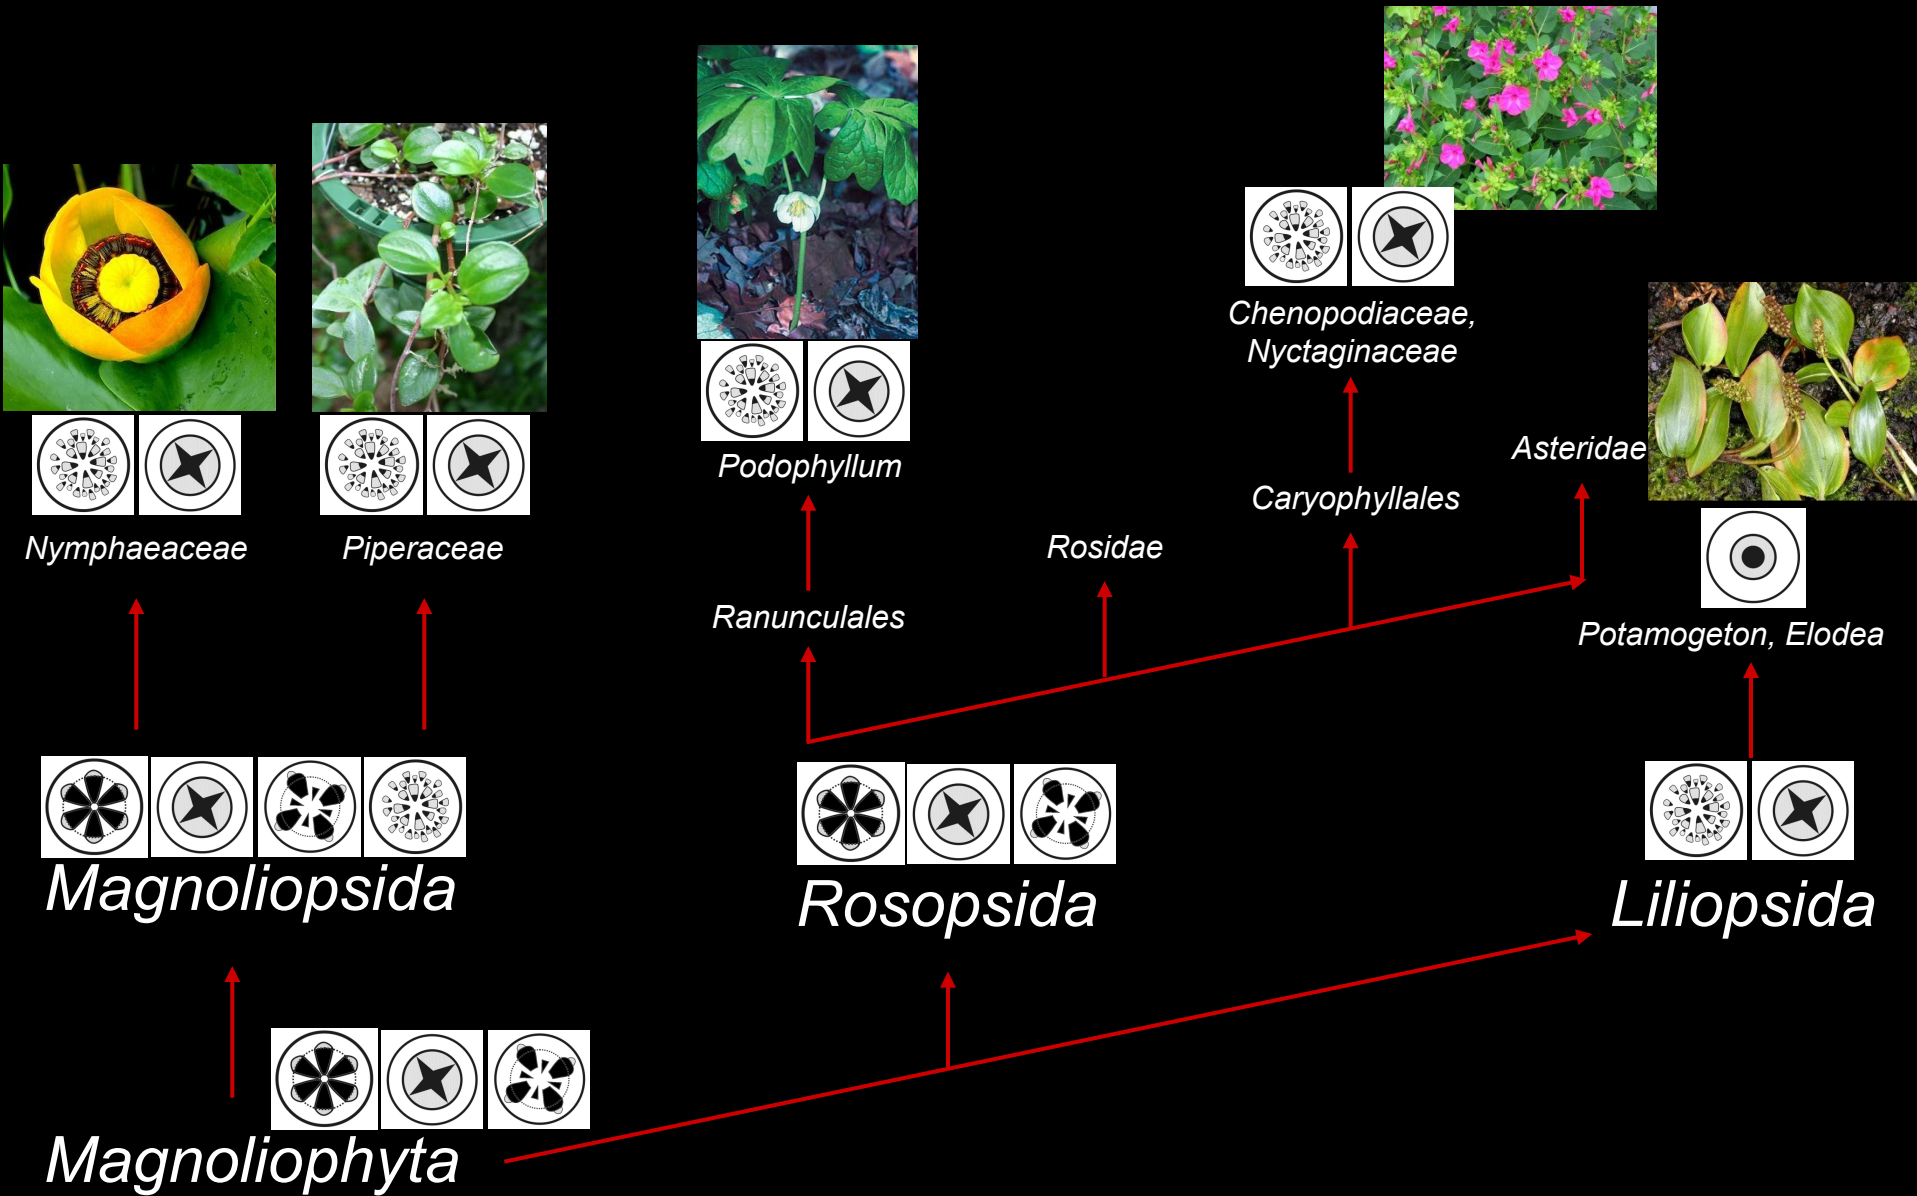 Chenopodiaceae,
Nyctaginaceae
Asteridae
Podophyllum
Caryophyllales
Nymphaeaceae
Piperaceae
Rosidae
Ranunculales
Potamogeton, Elodea
Magnoliopsida
Rosopsida
Liliopsida
Magnoliophyta